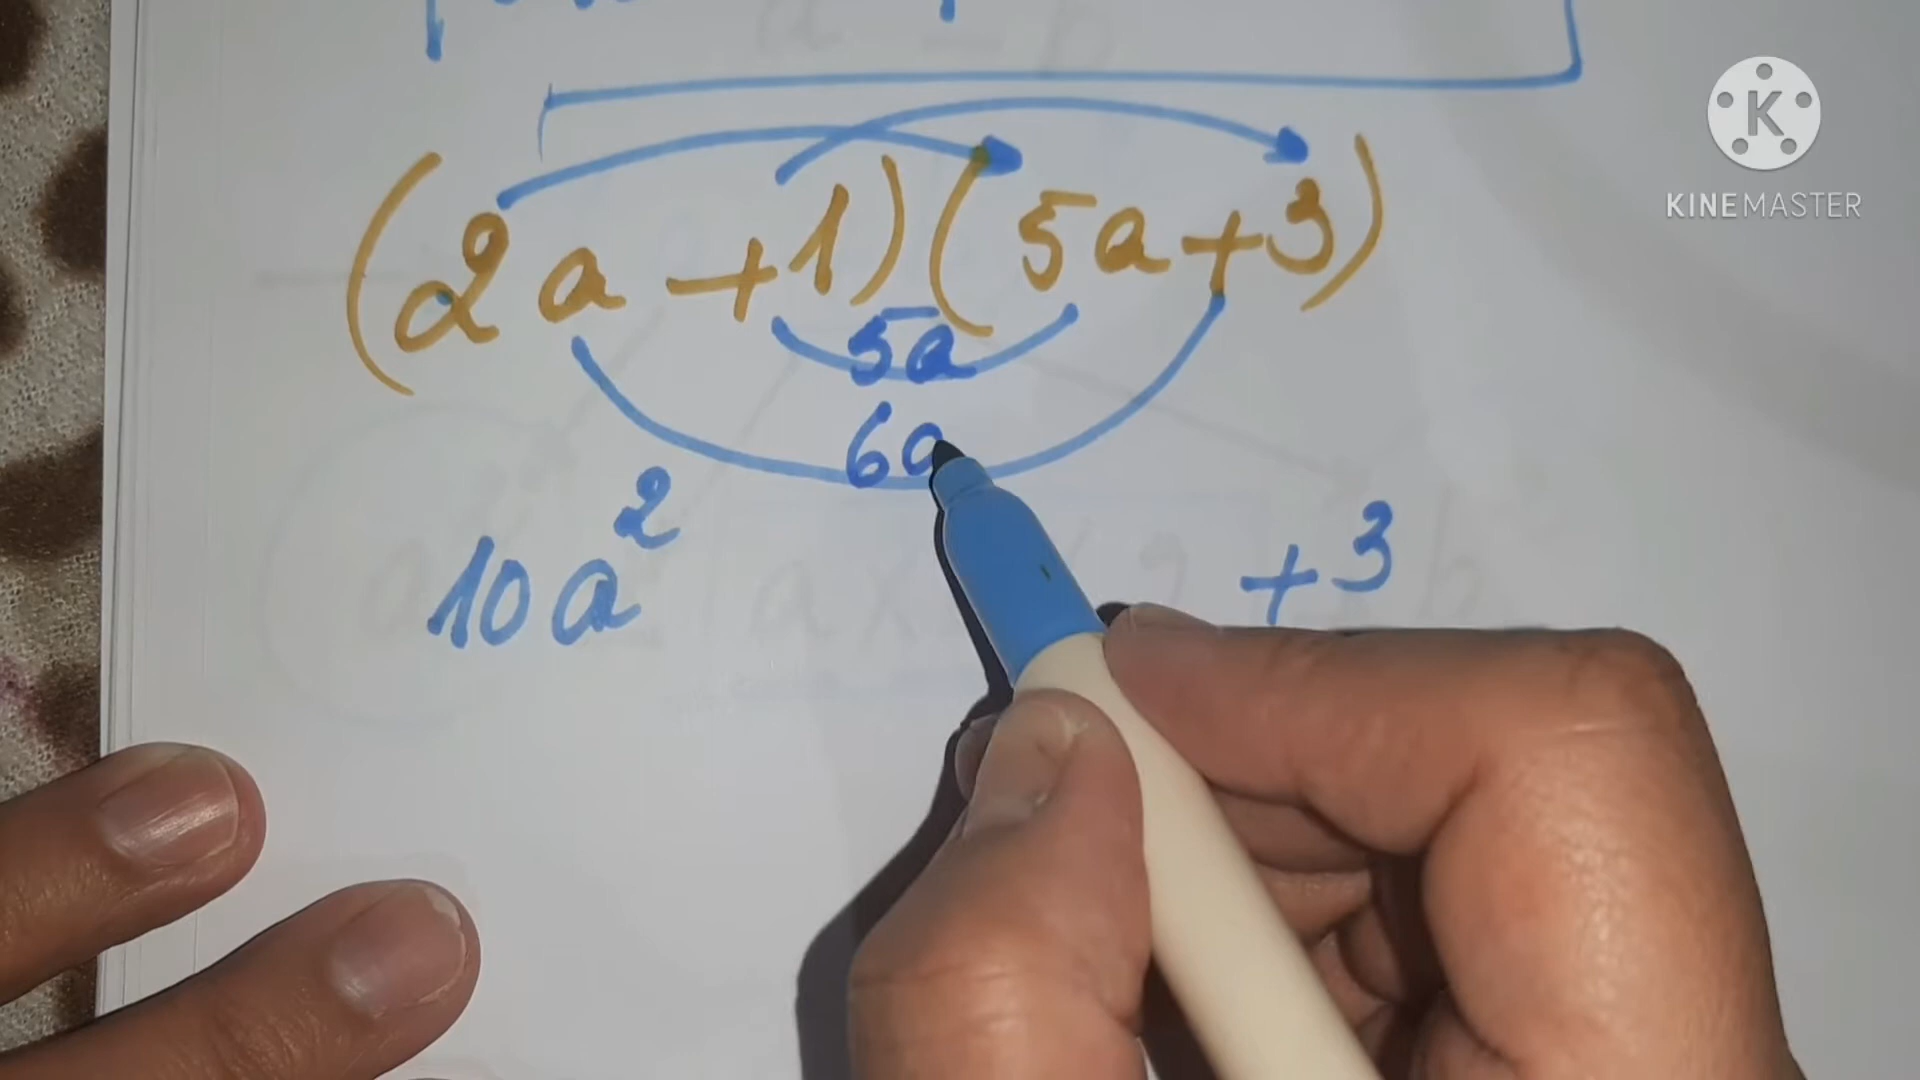 K
KINEMASTER
(2a+1)(5a+3)
5a
6a
10a² +3